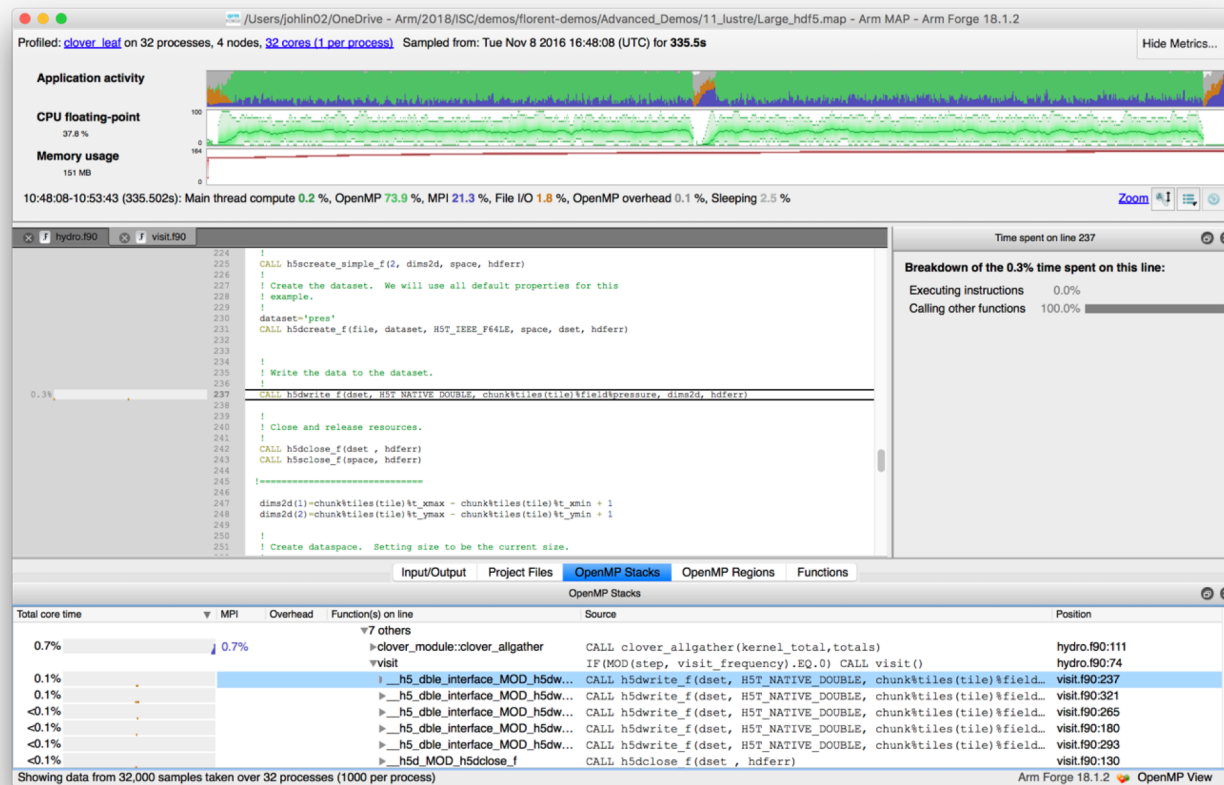 /Users/johlin02/OneDrive - Arm/2018/ISC/demos/florent-demos/Advanced_Demos/11_lustre/Large_hdf5.map - Arm MAP - Arm Forge 18.1.2
Profiled: clover_leaf on 32 processes, 4 nodes, 32 cores (1 per process) Sampled from: Tue Nov 8 2016 16:48:08 (UTC) for 335.5s
Hide Metrics...
Application activity
CPU floating-point
100
37.8 %
0
Memory usage
164
151 MB
0
10:48:08-10:53:43 (335.502s): Main thread compute 0.2 %, OpenMP 73.9 %, MPI 21.3 %, File I/O 1.8 %, OpenMP overhead 0.1 %, Sleeping 2.5 %
Zoom
hydro.f90 visit.f90
Time spent on line 237
224 !
225 CALL h5screate_simple_f(2, dims2d, space, hdferr)
226 !
227 ! Create the dataset. We will use all default properties for this
228 ! example.
229 !
230 dataset='pres'
231 CALL h5dcreate_f(file, dataset, H5T_IEEE_F64LE, space, dset, hdferr)
232
233
234 !
235 ! Write the data to the dataset.
236 !
0.3% 237 CALL h5dwrite_f(dset, H5T_NATIVE_DOUBLE, chunk%tiles(tile)%field%pressure, dims2d, hdferr)
238
239 !
240 ! Close and release resources.
241 !
242 CALL h5dclose_f(dset , hdferr)
243 CALL h5sclose_f(space, hdferr)
244
245 !=============================
246
247 dims2d(1)=chunk%tiles(tile)%t_xmax - chunk%tiles(tile)%t_xmin + 1
248 dims2d(2)=chunk%tiles(tile)%t_ymax - chunk%tiles(tile)%t_ymin + 1
249
250 !
251 ! Create dataspace. Setting size to be the current size.
Breakdown of the 0.3% time spent on this line:
Executing instructions 0.0%
Calling other functions 100.0%
Input/Output Project Files OpenMP Stacks OpenMP Regions Functions
OpenMP Stacks
Total core time MPI Overhead Function(s) on line Source Position
7 others
0.7% 0.7% clover_module::clover_allgather CALL clover_allgather(kernel_total,totals) hydro.f90:111
visit IF(MOD(step, visit_frequency).EQ.0) CALL visit() hydro.f90:74
0.1% __h5_dble_interface_MOD_h5dw... CALL h5dwrite_f(dset, H5T_NATIVE_DOUBLE, chunk%tiles(tile)%field... visit.f90:237
0.1% __h5_dble_interface_MOD_h5dw... CALL h5dwrite_f(dset, H5T_NATIVE_DOUBLE, chunk%tiles(tile)%field... visit.f90:321
<0.1% __h5_dble_interface_MOD_h5dw... CALL h5dwrite_f(dset, H5T_NATIVE_DOUBLE, chunk%tiles(tile)%field... visit.f90:265
<0.1% __h5_dble_interface_MOD_h5dw... CALL h5dwrite_f(dset, H5T_NATIVE_DOUBLE, chunk%tiles(tile)%field... visit.f90:180
<0.1% __h5_dble_interface_MOD_h5dw... CALL h5dwrite_f(dset, H5T_NATIVE_DOUBLE, chunk%tiles(tile)%field... visit.f90:293
<0.1% __h5d_MOD_h5dclose_f CALL h5dclose_f(dset , hdferr) visit.f90:130
Showing data from 32,000 samples taken over 32 processes (1000 per process)
Arm Forge 18.1.2 OpenMP View